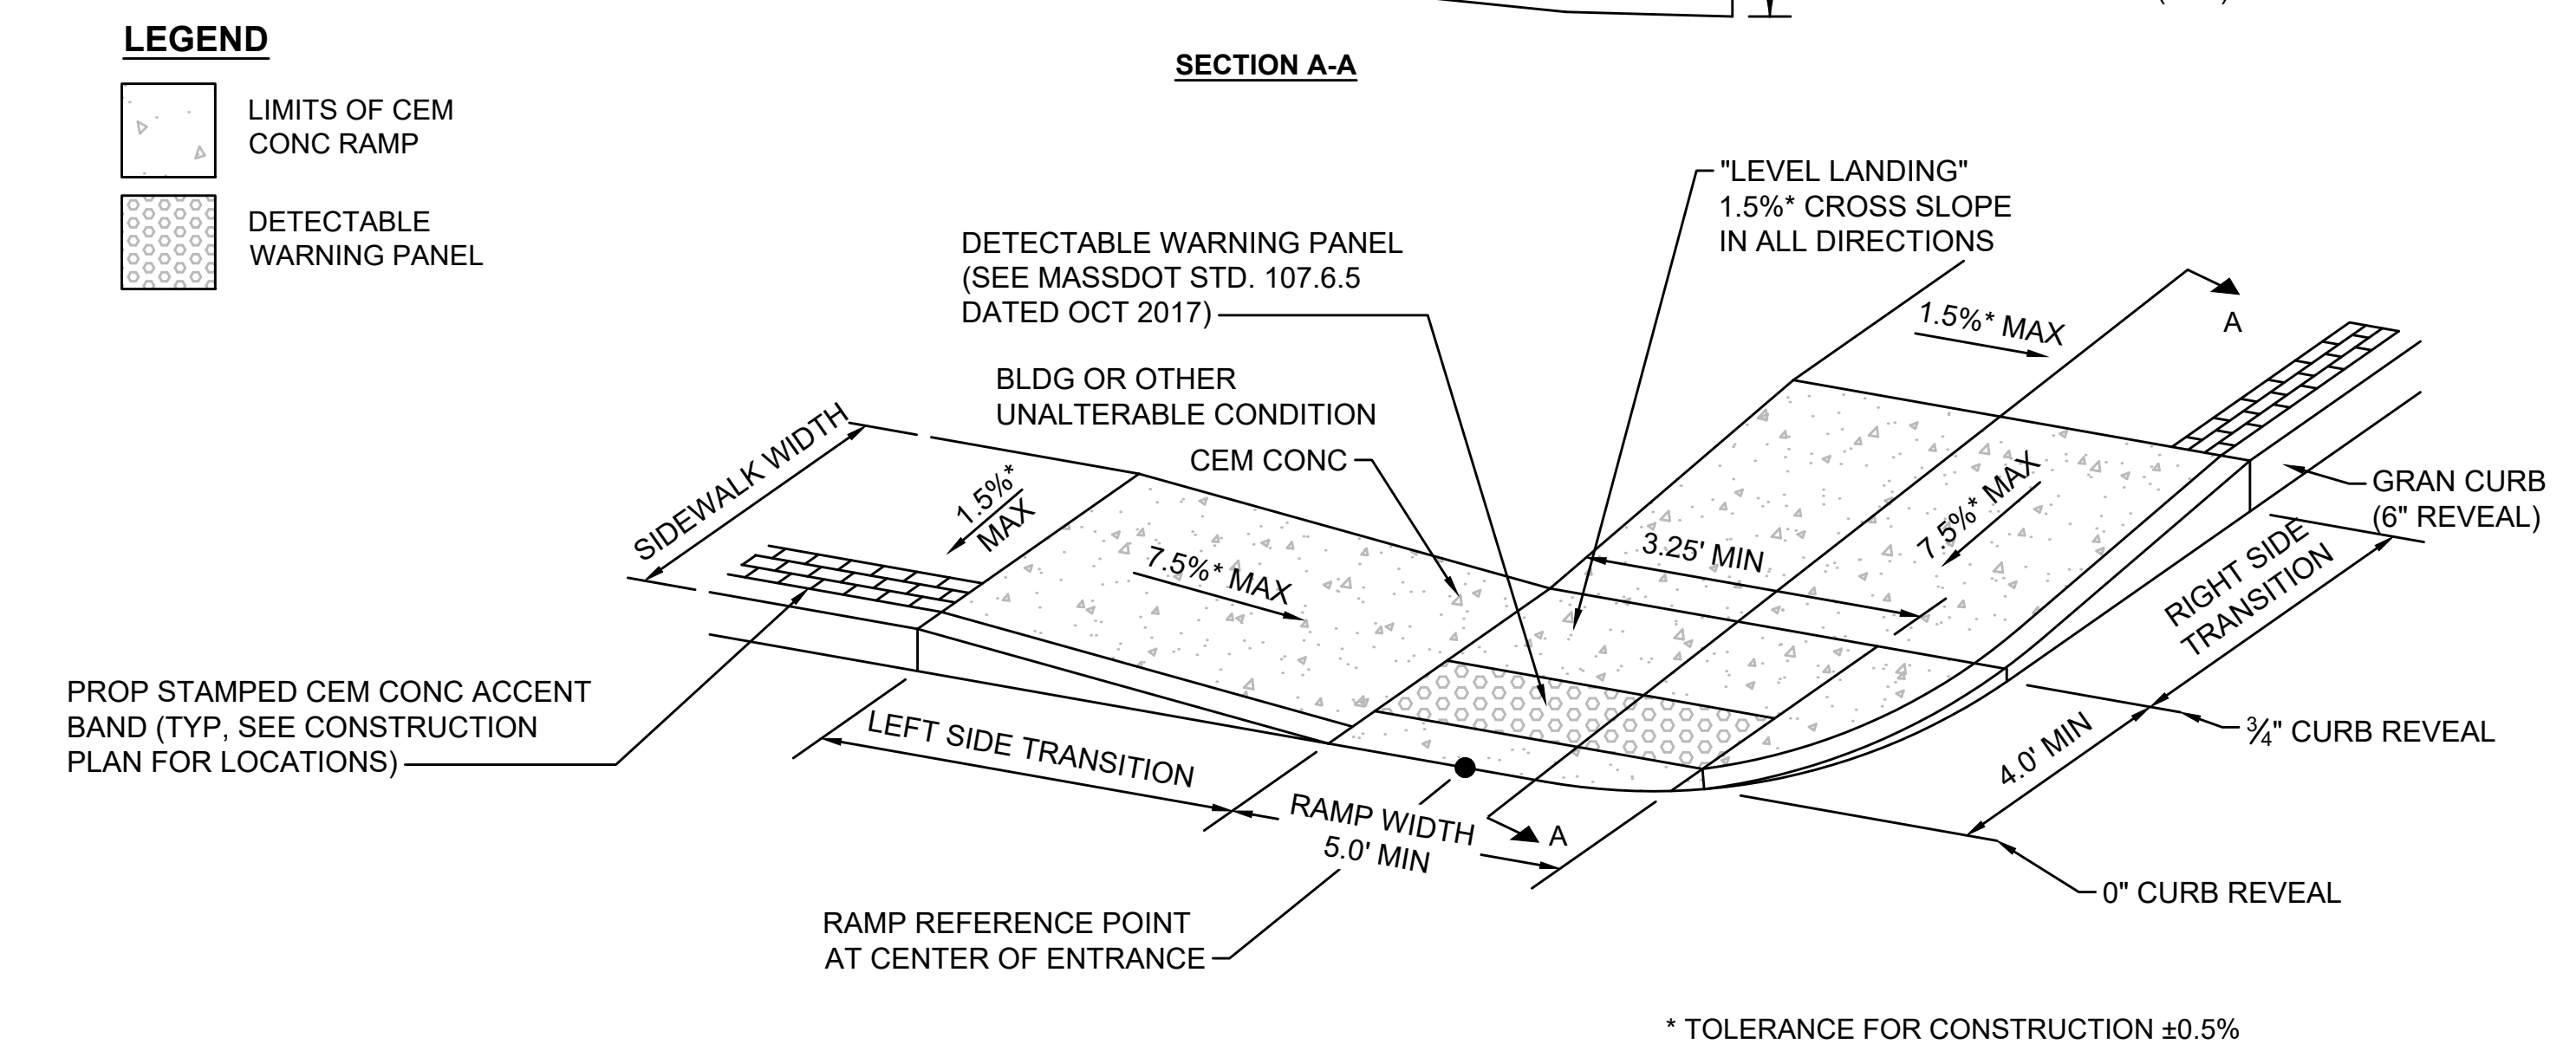 LEGEND
LIMITS OF CEM
CONC RAMP
DETECTABLE
WARNING PANEL
SECTION A-A
"LEVEL LANDING"
1.5%* CROSS SLOPE
IN ALL DIRECTIONS
DETECTABLE WARNING PANEL
(SEE MASSDOT STD. 107.6.5
DATED OCT 2017)
BLDG OR OTHER
UNALTERABLE CONDITION
CEM CONC
SIDEWALK WIDTH
1.5%*
MAX
7.5%* MAX
3.25' MIN
7.5%* MAX
1.5%* MAX
A
GRAN CURB
(6" REVEAL)
RIGHT SIDE
TRANSITION
PROP STAMPED CEM CONC ACCENT
BAND (TYP, SEE CONSTRUCTION
PLAN FOR LOCATIONS)
LEFT SIDE TRANSITION
RAMP WIDTH
5.0' MIN
A
4.0' MIN
¾" CURB REVEAL
0" CURB REVEAL
RAMP REFERENCE POINT
AT CENTER OF ENTRANCE
* TOLERANCE FOR CONSTRUCTION ±0.5%